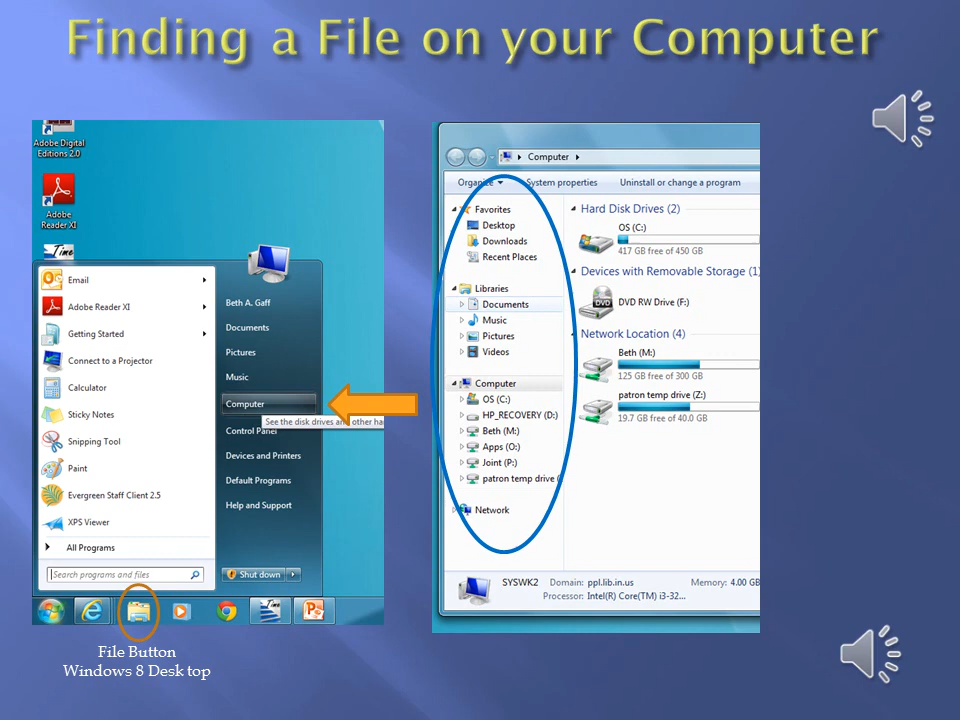 Finding a File on your Computer
Adobe Digital
Editions 2.0
Adobe
Reader XI
Time
Email
Adobe Reader XI
Getting Started
Connect to a Projector
Calculator
Sticky Notes
Snipping Tool
Paint
Evergreen Staff Client 2.5
XPS Viewer
All Programs
Search programs and files
Beth A. Gaff
Documents
Pictures
Music
Computer
See the disk drives and other ha
Control Panel
Devices and Printers
Default Programs
Help and Support
Shut down
File Button
Windows 8 Desk top
Computer
Organize System properties Uninstall or change a program
Favorites
Desktop
Downloads
Recent Places
Libraries
Documents
Music
Pictures
Videos
Computer
OS (C:)
HP_RECOVERY (D:)
Beth (M:)
Apps (O:)
Joint (P:)
patron temp drive (
Network
Hard Disk Drives (2)
OS (C:)
417 GB free of 450 GB
Devices with Removable Storage (1)
DVD
DVD RW Drive (F:)
Network Location (4)
Beth (M:)
125 GB free of 300 GB
patron temp drive (Z:)
19.7 GB free of 40.0 GB
SYSWK2 Domain: ppl.lib.in.us Memory: 4.00 GB
Processor: Intel(R) Core(TM) i3-32...